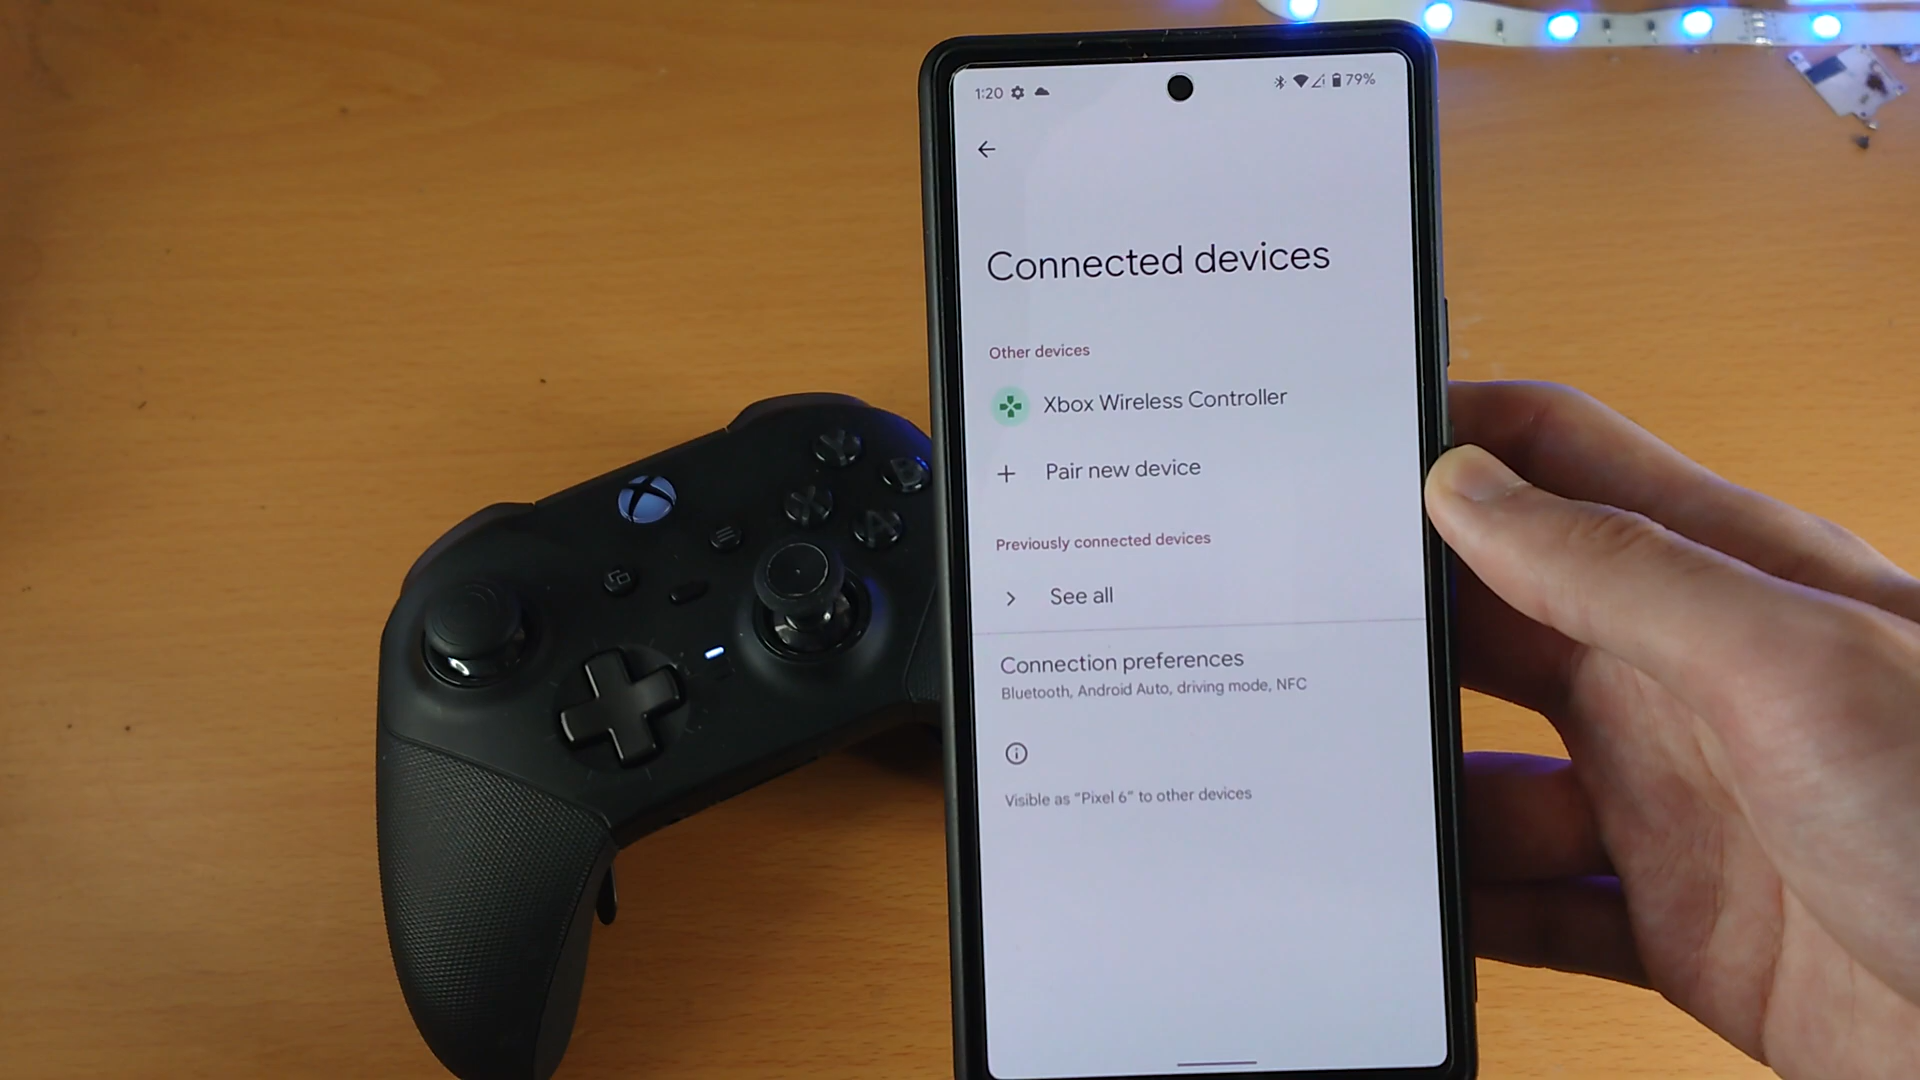 1:20
79%
Connected devices
Other devices
Xbox Wireless Controller
Pair new device
Previously connected devices
See all
Connection preferences
Bluetooth, Android Auto, driving mode, NFC
Visible as "Pixel 6" to other devices
Y
B
X
A